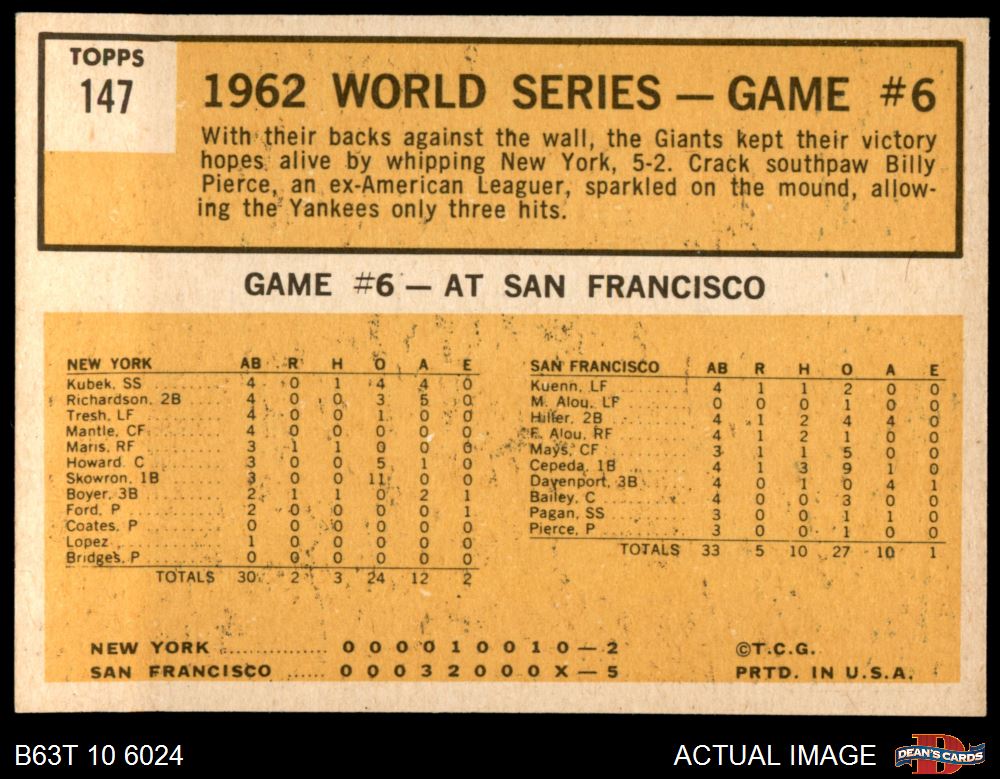 TOPPS
147
1962 WORLD SERIES — GAME #6
With their backs against the wall, the Giants kept their victory
hopes alive by whipping New York, 5-2. Crack southpaw Billy
Pierce, an ex-American Leaguer, sparkled on the mound, allow-
ing the Yankees only three hits.
GAME #6 — AT SAN FRANCISCO
NEW YORK AB R H O A E
Kubek, SS 4 0 1 4 4 0
Richardson, 2B 4 0 0 3 5 0
Tresh, LF 4 0 0 1 0 0
Mantle, CF 4 0 0 0 0 0
Maris, RF 3 1 1 0 0 0
Howard, C 3 0 0 5 1 0
Skowron, 1B 3 0 0 11 0 0
Boyer, 3B 2 1 1 0 2 1
Ford, P 2 0 0 0 0 1
Coates, P 0 0 0 0 0 0
Lopez 1 0 0 0 0 0
Bridges, P 0 0 0 0 0 0
TOTALS 30 2 3 24 12 2
SAN FRANCISCO AB R H O A E
Kuenn, LF 4 1 1 2 0 0
M. Alou, LF 0 0 0 1 0 0
Hiller, 2B 4 1 2 4 4 0
F. Alou, RF 4 1 2 1 0 0
Mays, CF 3 1 1 5 0 0
Cepeda, 1B 4 1 3 9 1 0
Davenport, 3B 4 0 1 0 4 1
Bailey, C 4 0 0 3 0 0
Pagan, SS 3 0 0 1 1 0
Pierce, P 3 0 0 1 0 0
TOTALS 33 5 10 27 10 1
NEW YORK .............. 0 0 0 0 1 0 0 1 0 — 2
SAN FRANCISCO ...... 0 0 0 3 2 0 0 0 X — 5
©T.C.G.
PRTD. IN U.S.A.
B63T 10 6024
ACTUAL IMAGE
D
DEAN'S CARDS